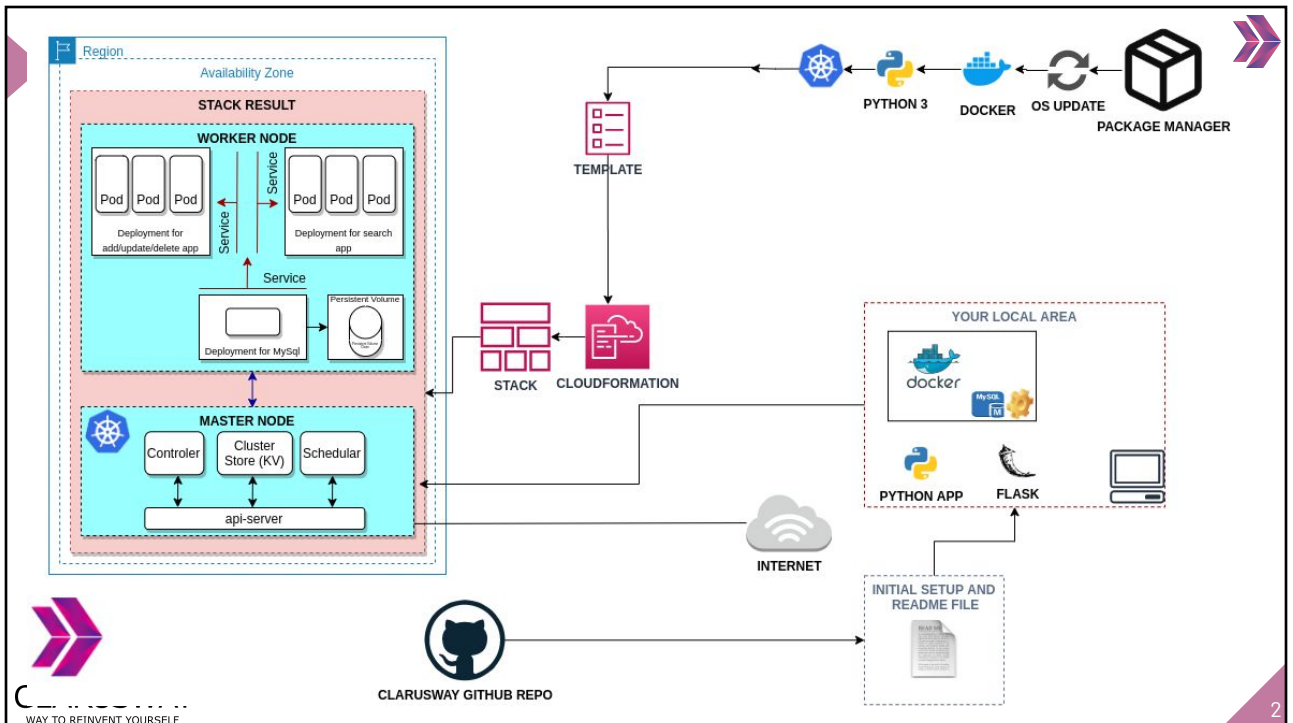 Region
Availability Zone
STACK RESULT
WORKER NODE
Pod Pod Pod
Deployment for
add/update/delete app
Service
Service
Pod Pod Pod
Deployment for search
app
Service
Deployment for MySql
Persistent Volume
MASTER NODE
Controler
Cluster
Store (KV)
Schedular
api-server
TEMPLATE
PYTHON 3
DOCKER
OS UPDATE
PACKAGE MANAGER
STACK
CLOUDFORMATION
YOUR LOCAL AREA
docker
MySQL
M
PYTHON APP
FLASK
INTERNET
INITIAL SETUP AND
README FILE
CLARUSWAY GITHUB REPO
CLARUSWAY
WAY TO REINVENT YOURSELF
2